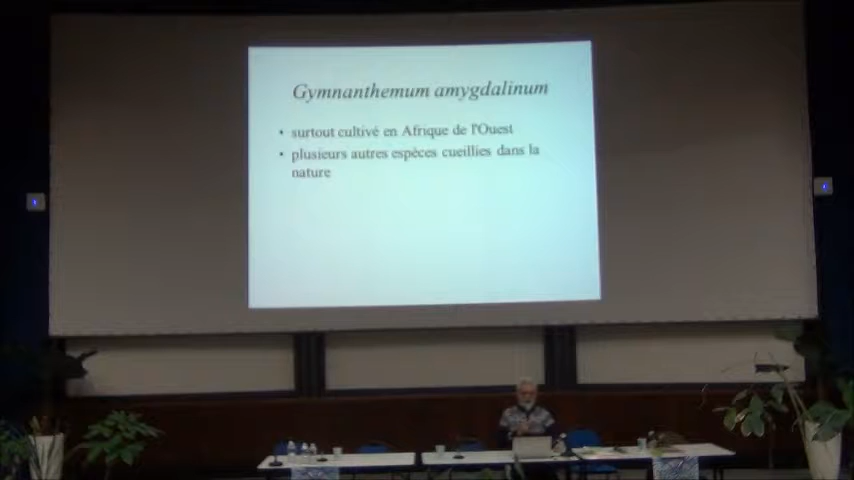 Gymnanthemum amygdalinum
• surtout cultivé en Afrique de l'Ouest
• plusieurs autres espèces cueillies dans la
nature